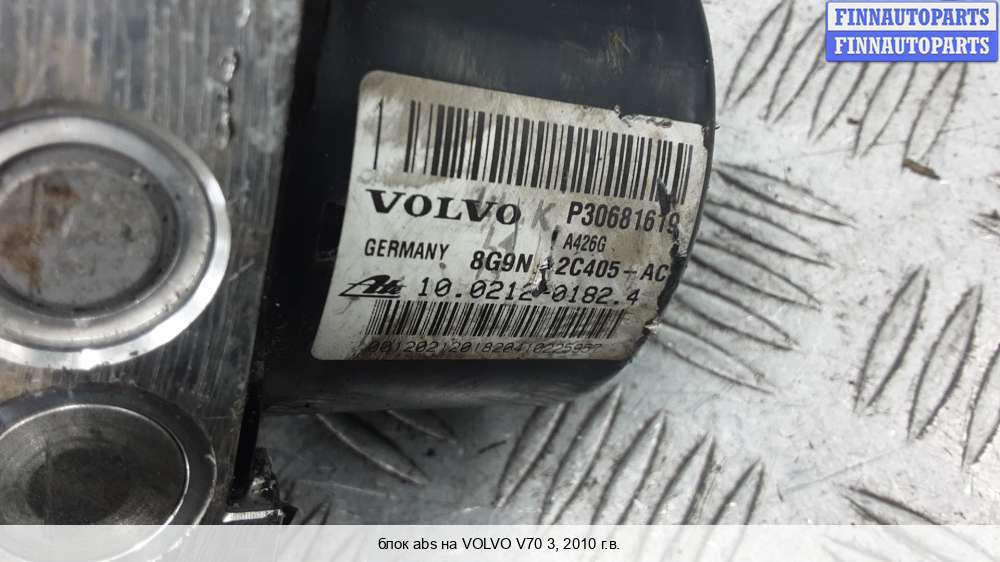 FINNAUTOPARTS
FINNAUTOPARTS
VOLVO K P30681619
A426G
GERMANY 8G9N 2C405-AC
Ate 10.0212-0182.4
блок abs на VOLVO V70 3, 2010 г.в.